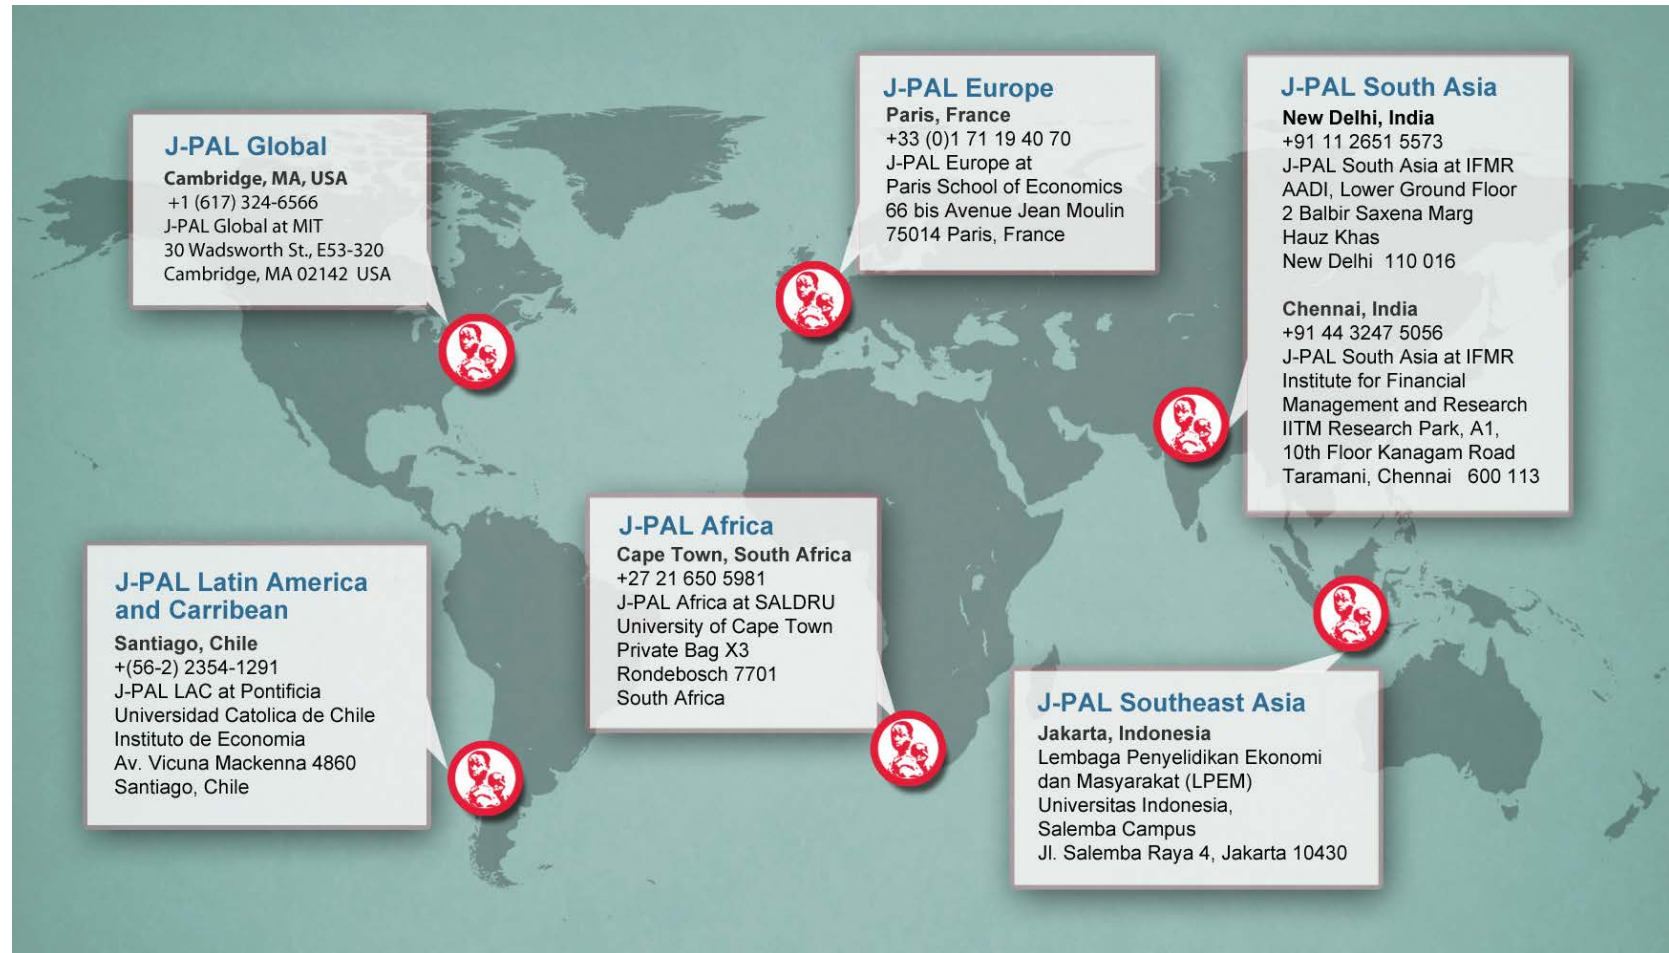 J-PAL Global
Cambridge, MA, USA
+1 (617) 324-6566
J-PAL Global at MIT
30 Wadsworth St., E53-320
Cambridge, MA 02142 USA
J-PAL Europe
Paris, France
+33 (0)1 71 19 40 70
J-PAL Europe at
Paris School of Economics
66 bis Avenue Jean Moulin
75014 Paris, France
J-PAL South Asia
New Delhi, India
+91 11 2651 5573
J-PAL South Asia at IFMR
AADI, Lower Ground Floor
2 Balbir Saxena Marg
Hauz Khas
New Delhi 110 016
Chennai, India
+91 44 3247 5056
J-PAL South Asia at IFMR
Institute for Financial
Management and Research
IITM Research Park, A1,
10th Floor Kanagam Road
Taramani, Chennai 600 113
J-PAL Latin America
and Carribean
Santiago, Chile
+(56-2) 2354-1291
J-PAL LAC at Pontificia
Universidad Catolica de Chile
Instituto de Economia
Av. Vicuna Mackenna 4860
Santiago, Chile
J-PAL Africa
Cape Town, South Africa
+27 21 650 5981
J-PAL Africa at SALDRU
University of Cape Town
Private Bag X3
Rondebosch 7701
South Africa
J-PAL Southeast Asia
Jakarta, Indonesia
Lembaga Penyelidikan Ekonomi
dan Masyarakat (LPEM)
Universitas Indonesia,
Salemba Campus
Jl. Salemba Raya 4, Jakarta 10430